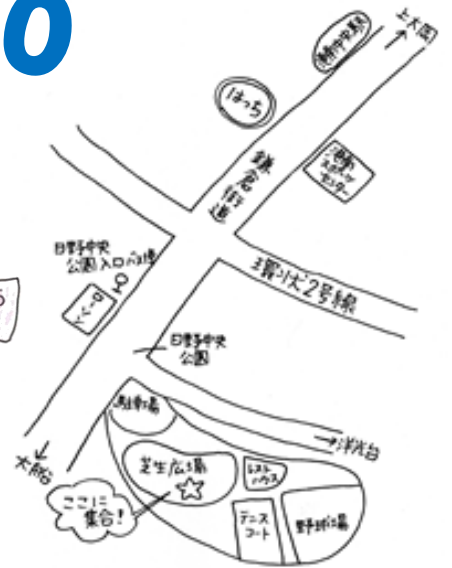 0
上大岡
港南中央駅
はっち
鎌倉街道
港南
スポーツ
センター
日野中央
公園入口バス停
ローソン
環状2号線
日野中央
公園
駐車場
→洋光台
芝生広場
レスト
ハウス
ここに
集合!
テニス
コート
野球場